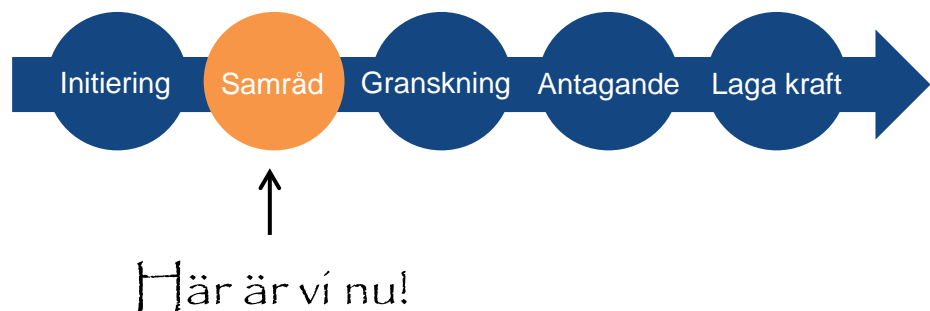 Initiering Samråd Granskning Antagande Laga kraft
Här är vi nu!